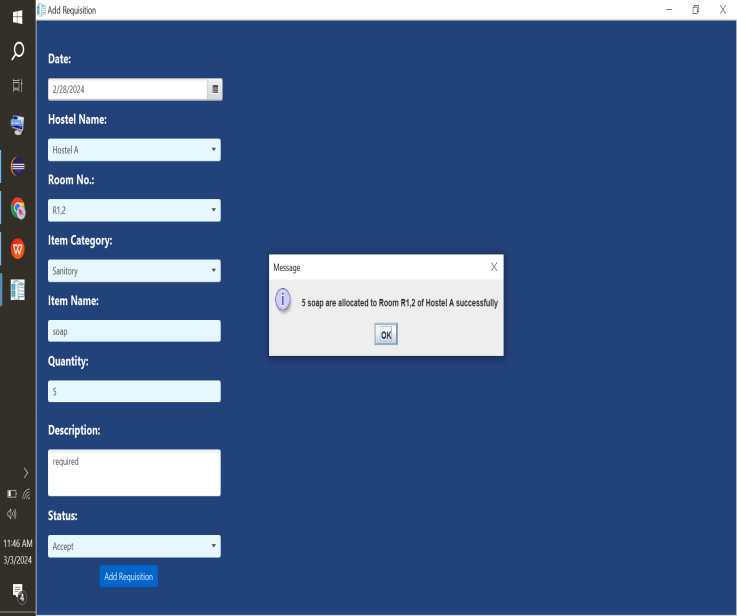 Add Requisition
Date:
2/28/2024
Hostel Name:
Hostel A
Room No.:
R1,2
Item Category:
Sanitory
Item Name:
soap
Quantity:
5
Description:
required
Status:
Accept
Add Requisition
Message
X
i
5 soap are allocated to Room R1,2 of Hostel A successfully
OK
W
11:46 AM
3/3/2024
4